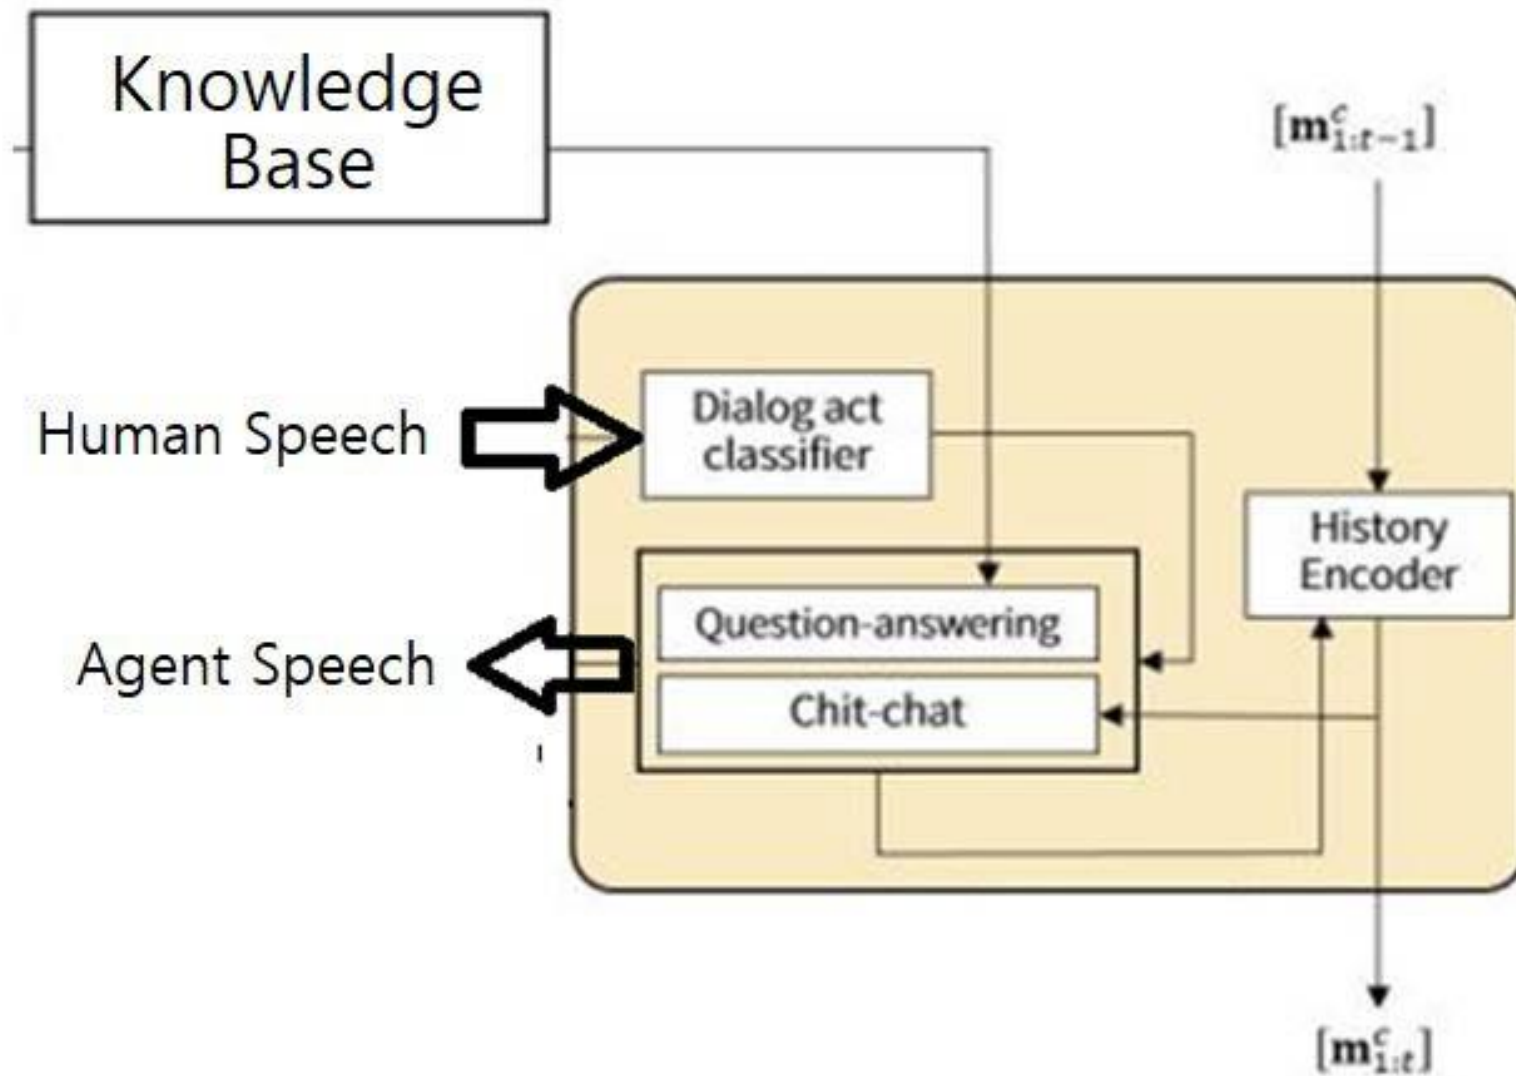 Knowledge
Base
[m^c_{1:t-1}]
Human Speech
Dialog act
classifier
History
Encoder
Agent Speech
Question-answering
Chit-chat
[m^c_{1:t}]